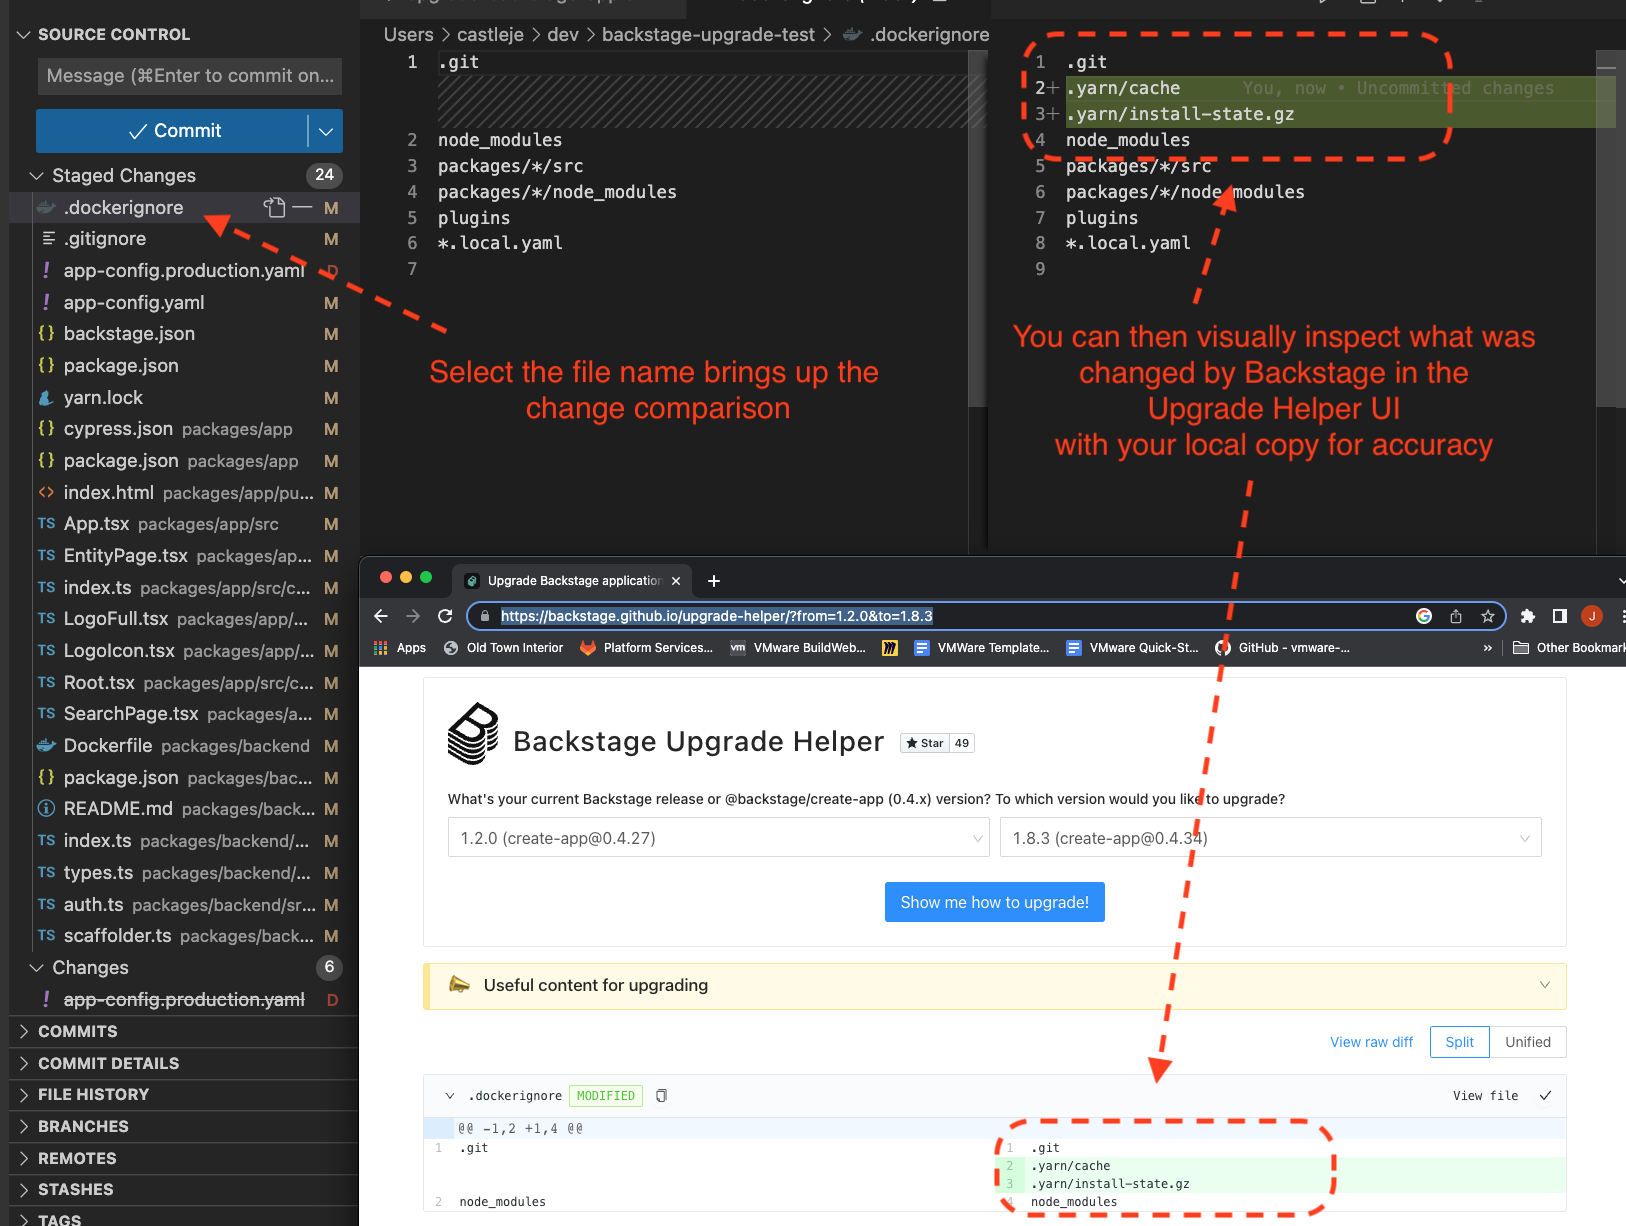 SOURCE CONTROL
Message (⌘Enter to commit on...
Commit
Staged Changes 24
.dockerignore M
.gitignore M
! app-config.production.yaml D
! app-config.yaml M
{} backstage.json M
{} package.json M
yarn.lock M
{} cypress.json packages/app M
{} package.json packages/app M
<> index.html packages/app/pu... M
TS App.tsx packages/app/src M
TS EntityPage.tsx packages/ap... M
TS index.ts packages/app/src/c... M
TS LogoFull.tsx packages/app/... M
TS LogoIcon.tsx packages/app/... M
TS Root.tsx packages/app/src/c... M
TS SearchPage.tsx packages/a... M
Dockerfile packages/backend M
{} package.json packages/bac... M
README.md packages/back... M
TS index.ts packages/backend/... M
TS types.ts packages/backend/... M
TS auth.ts packages/backend/sr... M
TS scaffolder.ts packages/back... M
Changes 6
! app-config.production.yaml D
COMMITS
COMMIT DETAILS
FILE HISTORY
BRANCHES
REMOTES
STASHES
TAGS
Users > castleje > dev > backstage-upgrade-test > .dockerignore
1 .git
2 node_modules
3 packages/*/src
4 packages/*/node_modules
5 plugins
6 *.local.yaml
7
1 .git
2+ .yarn/cache You, now • Uncommitted changes
3+ .yarn/install-state.gz
4 node_modules
5 packages/*/src
6 packages/*/node_modules
7 plugins
8 *.local.yaml
9
Select the file name brings up the
change comparison
You can then visually inspect what was
changed by Backstage in the
Upgrade Helper UI
with your local copy for accuracy
Upgrade Backstage application
https://backstage.github.io/upgrade-helper/?from=1.2.0&to=1.8.3
J
Apps Old Town Interior Platform Services... vm VMware BuildWeb... VMWare Template... VMware Quick-St... GitHub - vmware-... » Other Bookmark
Backstage Upgrade Helper Star 49
What's your current Backstage release or @backstage/create-app (0.4.x) version? To which version would you like to upgrade?
1.2.0 (create-app@0.4.27) 1.8.3 (create-app@0.4.34)
Show me how to upgrade!
Useful content for upgrading
View raw diff Split Unified
.dockerignore MODIFIED View file
@@ -1,2 +1,4 @@
1 .git 1 .git
2 .yarn/cache
3 .yarn/install-state.gz
2 node_modules 4 node_modules